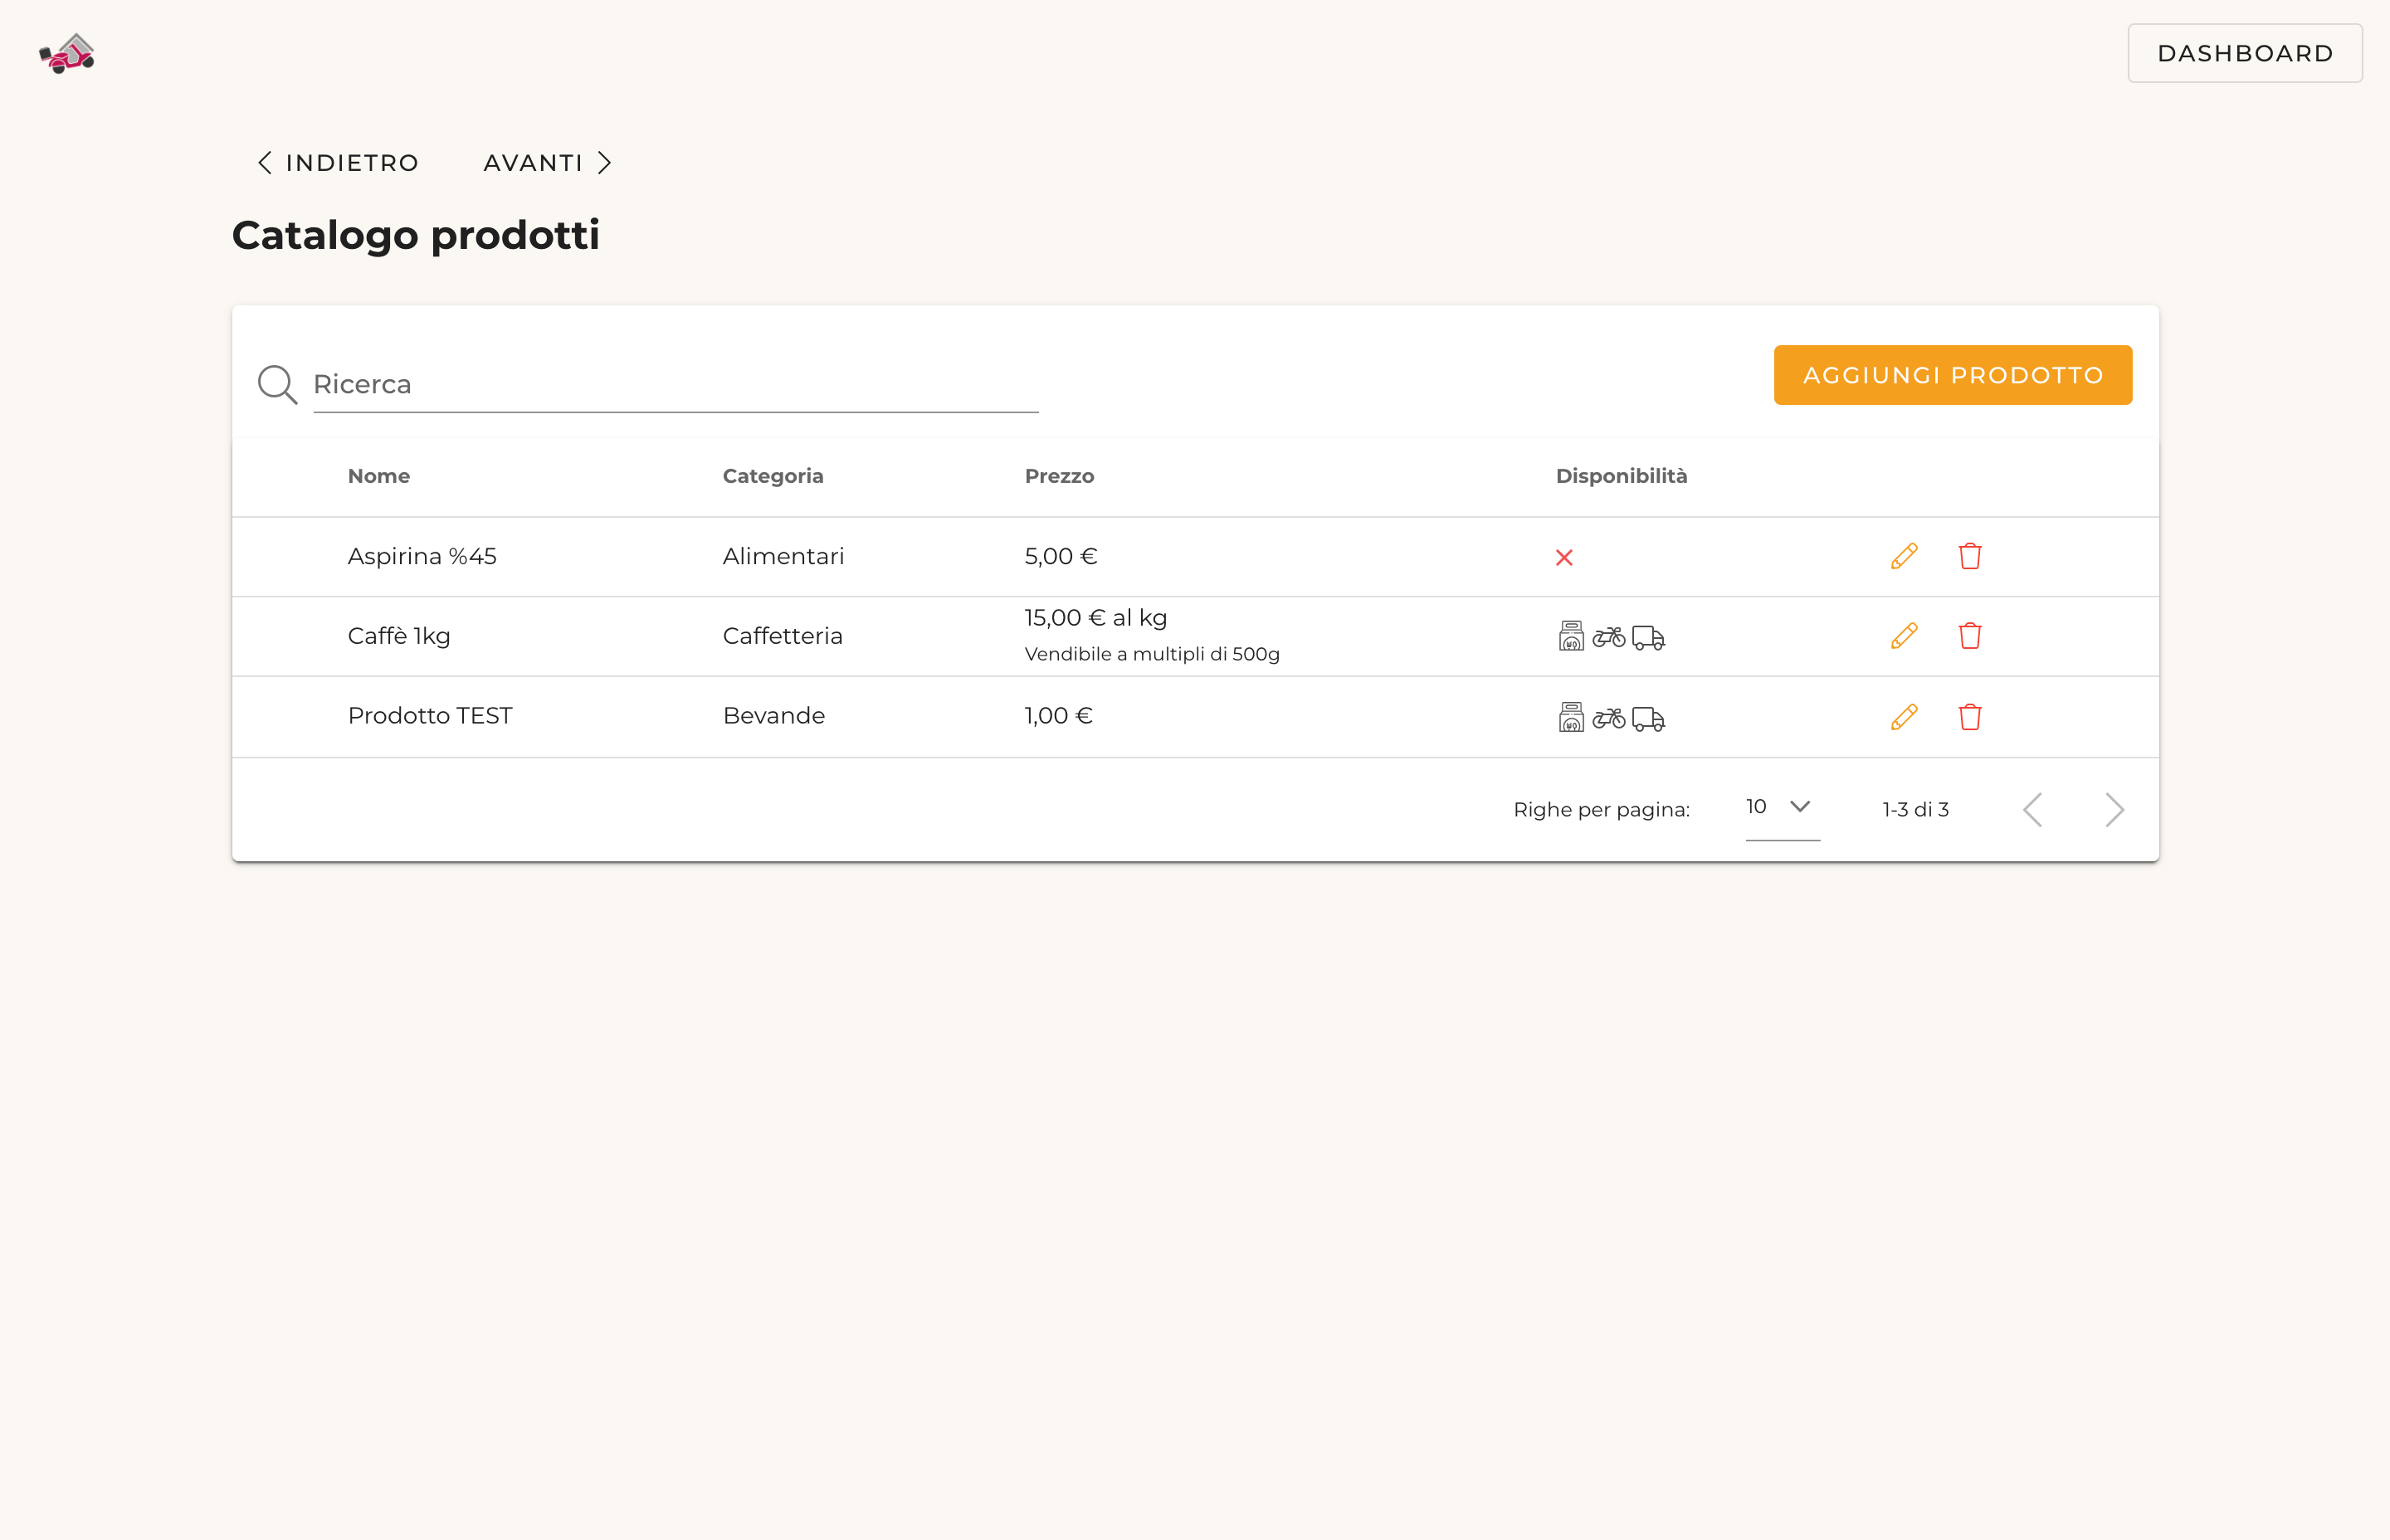 DASHBOARD
INDIETRO AVANTI
Catalogo prodotti
Ricerca
AGGIUNGI PRODOTTO
Nome Categoria Prezzo Disponibilità
Aspirina %45 Alimentari 5,00 €
Caffè 1kg Caffetteria 15,00 € al kg
Vendibile a multipli di 500g
Prodotto TEST Bevande 1,00 €
Righe per pagina: 10 1-3 di 3